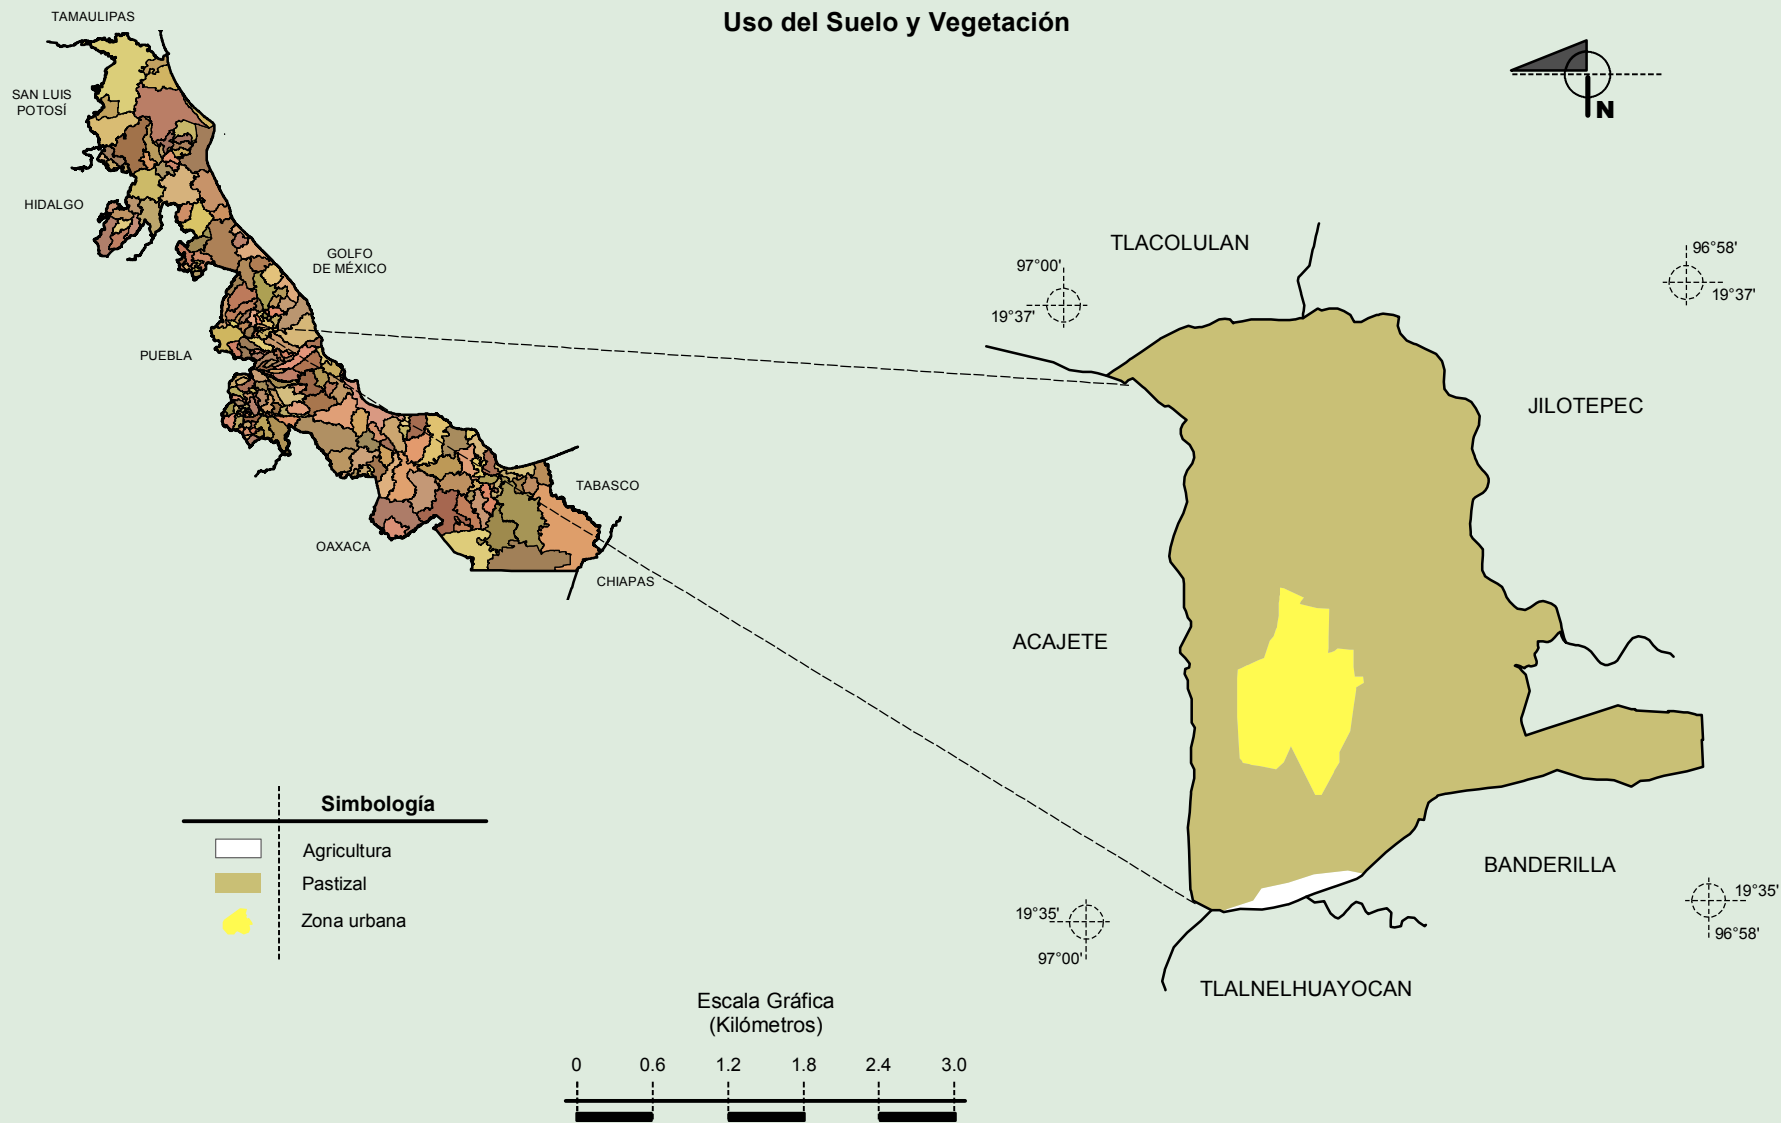 Uso del Suelo y Vegetación
TAMAULIPAS
SAN LUIS
POTOSÍ
HIDALGO
GOLFO
DE MÉXICO
PUEBLA
TABASCO
OAXACA
CHIAPAS
N
TLACOLULAN
97°00'
19°37'
96°58'
19°37'
JILOTEPEC
ACAJETE
BANDERILLA
19°35'
97°00'
19°35'
96°58'
TLALNELHUAYOCAN
Simbología
Agricultura
Pastizal
Zona urbana
Escala Gráfica
(Kilómetros)
0 0.6 1.2 1.8 2.4 3.0